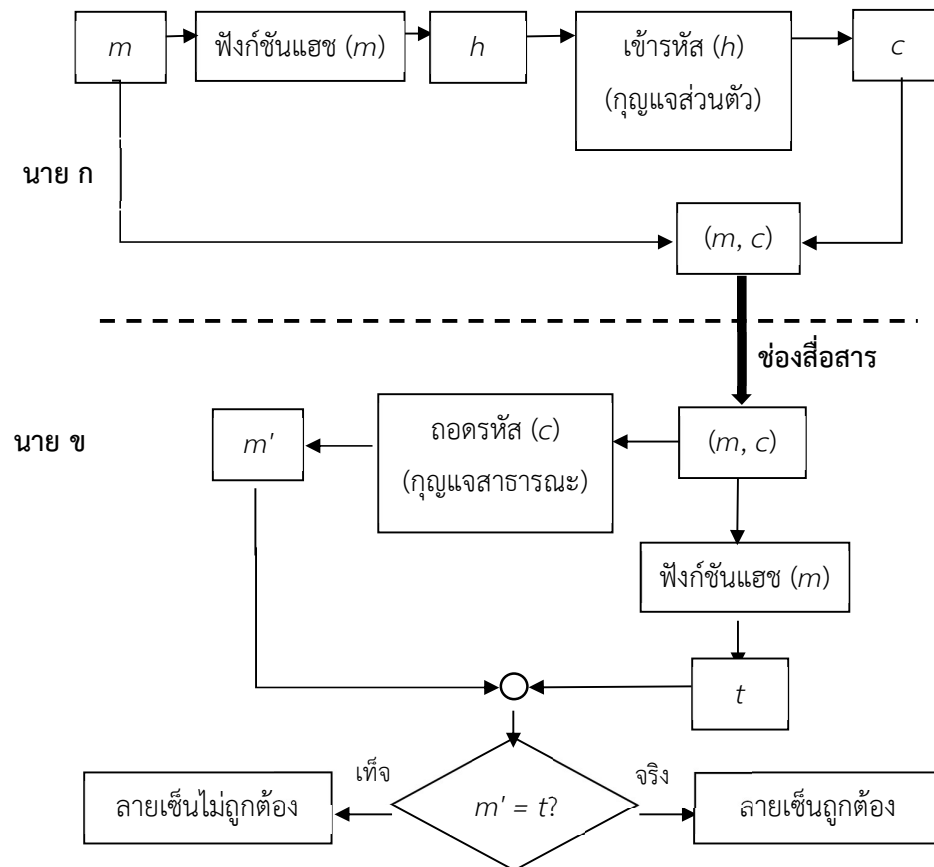 m
ฟังก์ชันแฮช (m)
h
เข้ารหัส (h)
(กุญแจส่วนตัว)
c
นาย ก
(m, c)
ช่องสื่อสาร
นาย ข
m'
ถอดรหัส (c)
(กุญแจสาธารณะ)
(m, c)
ฟังก์ชันแฮช (m)
t
เท็จ
จริง
ลายเซ็นไม่ถูกต้อง
m' = t?
ลายเซ็นถูกต้อง